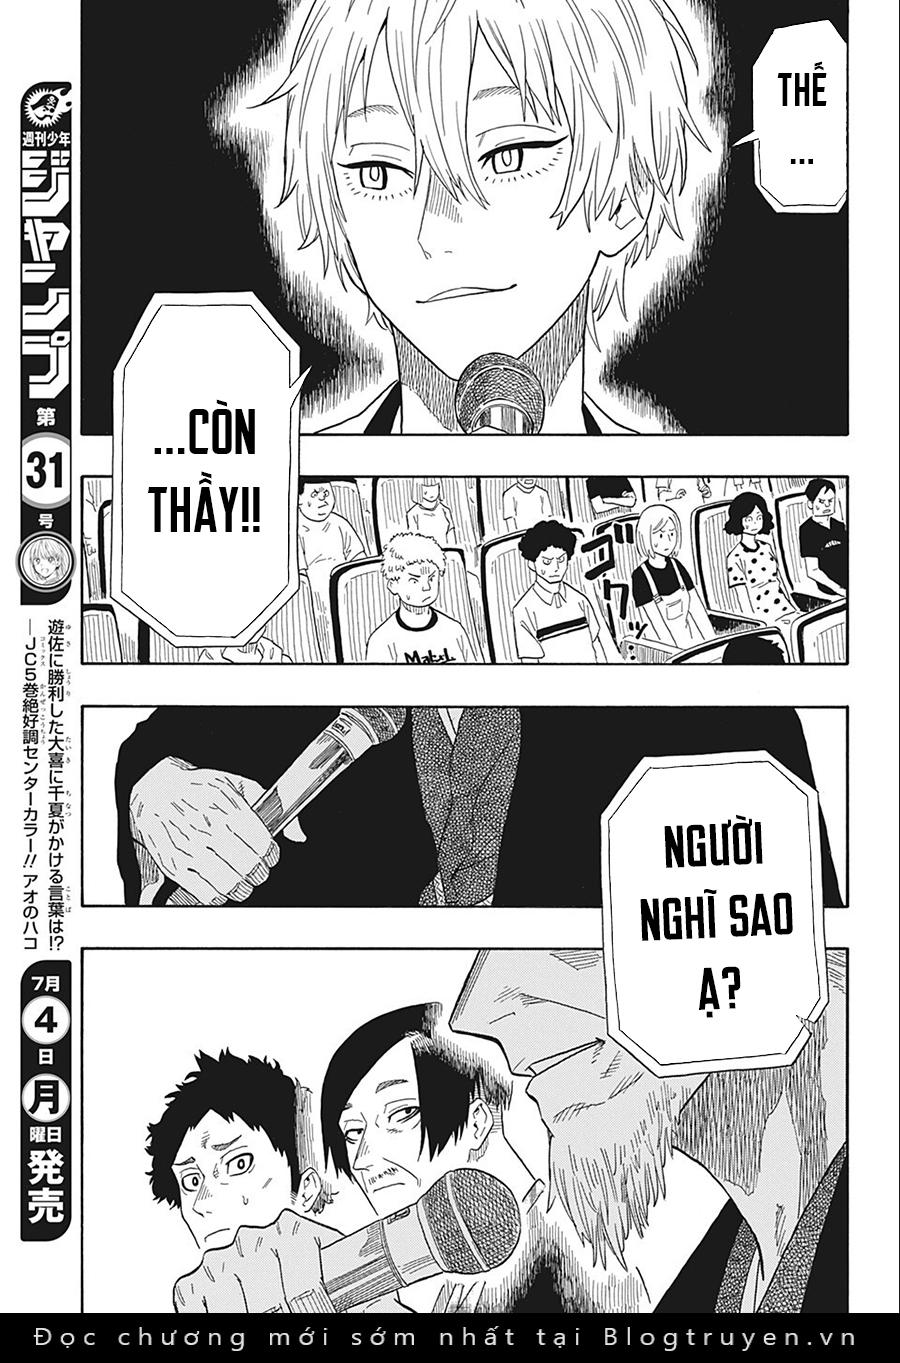 THẾ
...
...CÒN
THẦY!!
ゴクッ
NGƯỜI
NGHĨ SAO
Ạ?
週刊少年
ジャンプ
第
31
号
遊佐に勝利した大喜に千夏がかける言葉は!?
―JC5巻絶好調センターカラー!! アオのハコ
7月
4
日
月
曜日
発売
Đọc chương mới sớm nhất tại Blogtruyen.vn